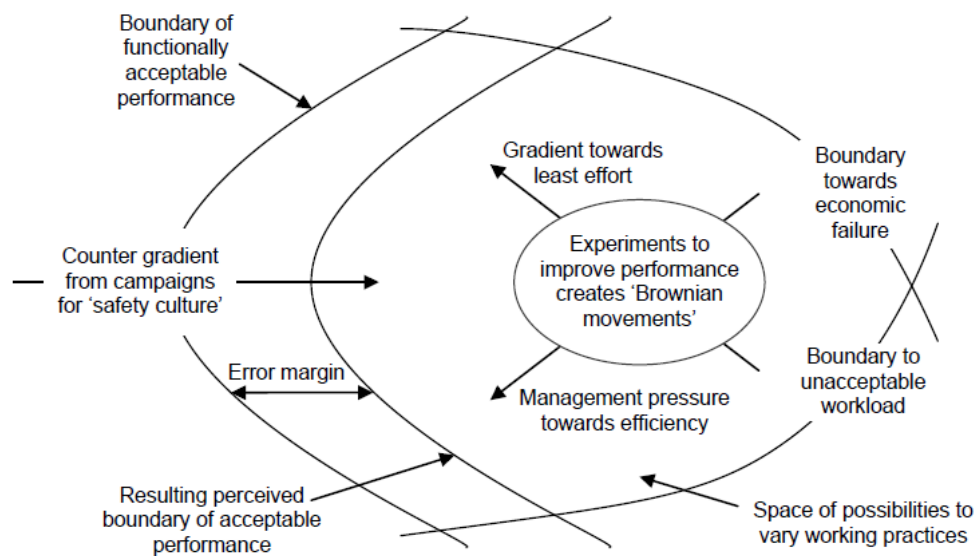 Boundary of
functionally
acceptable
performance
Gradient towards
least effort
Boundary
towards
economic
failure
Counter gradient
from campaigns
for ‘safety culture’
Experiments to
improve performance
creates ‘Brownian
movements’
Error margin
Management pressure
towards efficiency
Boundary to
unacceptable
workload
Resulting perceived
boundary of acceptable
performance
Space of possibilities to
vary working practices